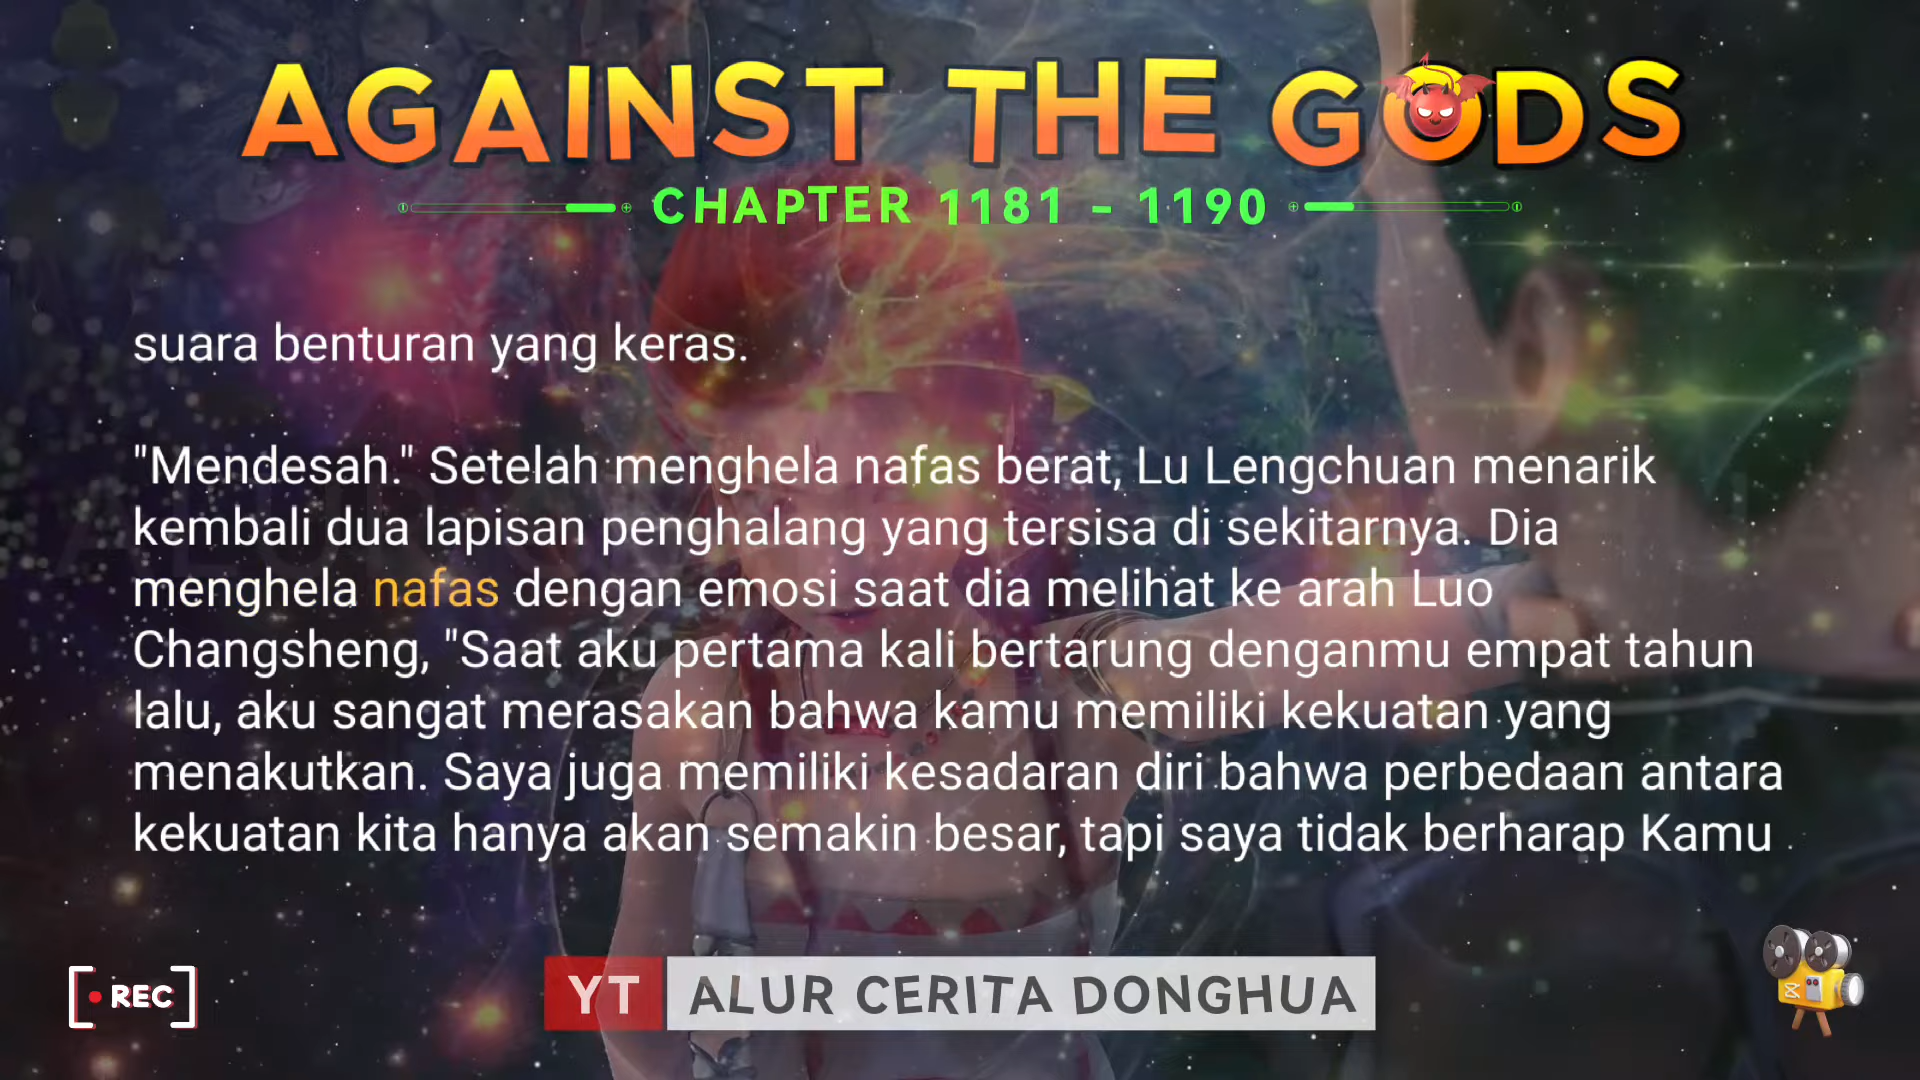 AGAINST THE GODS
CHAPTER 1181 - 1190
suara benturan yang keras.
"Mendesah." Setelah menghela nafas berat, Lu Lengchuan menarik
kembali dua lapisan penghalang yang tersisa di sekitarnya. Dia
menghela nafas dengan emosi saat dia melihat ke arah Luo
Changsheng, "Saat aku pertama kali bertarung denganmu empat tahun
lalu, aku sangat merasakan bahwa kamu memiliki kekuatan yang
menakutkan. Saya juga memiliki kesadaran diri bahwa perbedaan antara
kekuatan kita hanya akan semakin besar, tapi saya tidak berharap Kamu
REC
YT ALUR CERITA DONGHUA